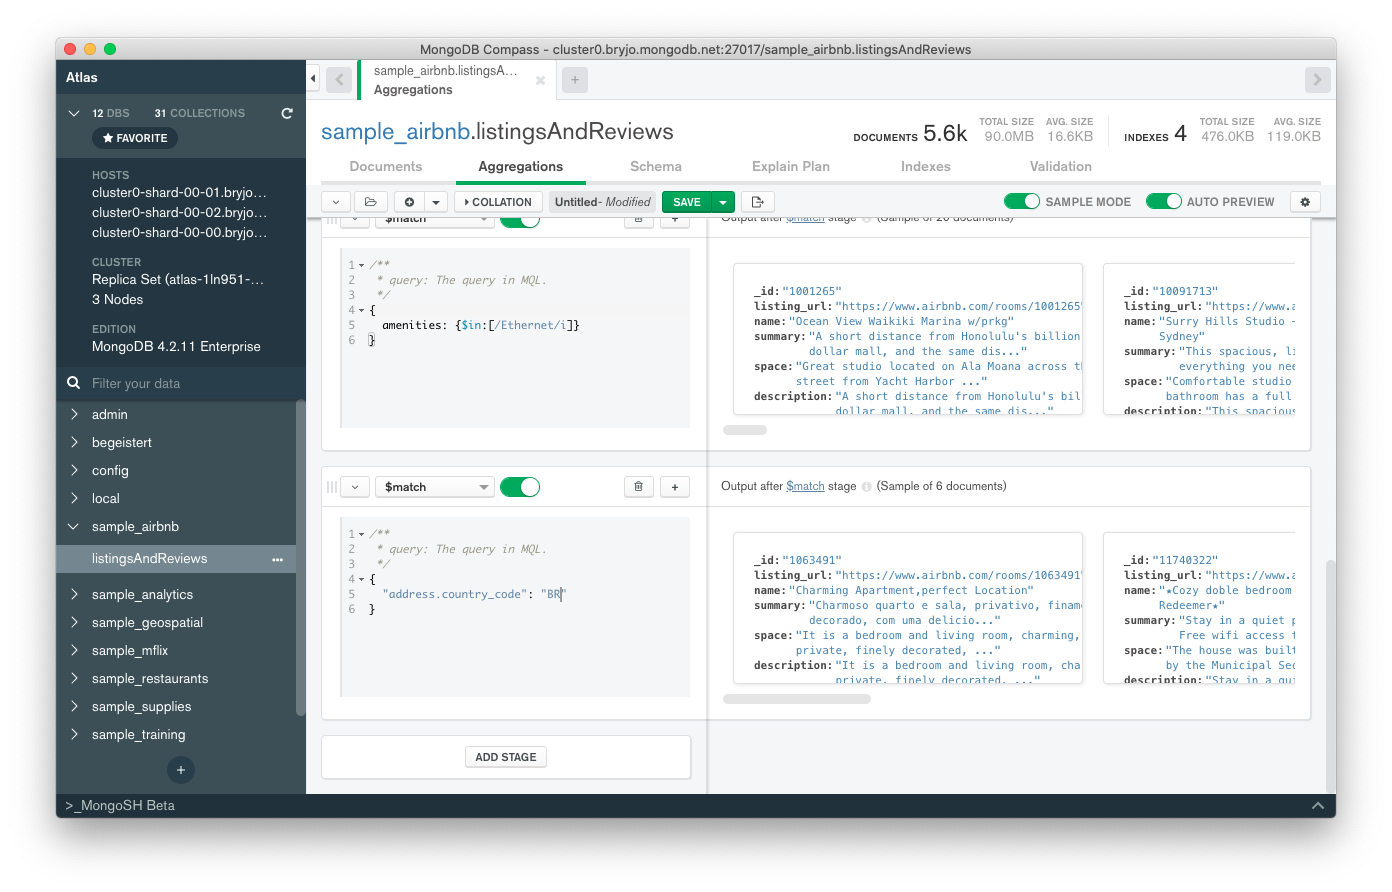 MongoDB Compass - cluster0.bryjo.mongodb.net:27017/sample_airbnb.listingsAndReviews
Atlas
12 DBS 31 COLLECTIONS
FAVORITE
HOSTS
cluster0-shard-00-01.bryjo...
cluster0-shard-00-02.bryjo...
cluster0-shard-00-00.bryjo...
CLUSTER
Replica Set (atlas-1ln951-...
3 Nodes
EDITION
MongoDB 4.2.11 Enterprise
Filter your data
admin
begeistert
config
local
sample_airbnb
listingsAndReviews
sample_analytics
sample_geospatial
sample_mflix
sample_restaurants
sample_supplies
sample_training
+
>_MongoSH Beta
sample_airbnb.listingsA...
Aggregations
sample_airbnb.listingsAndReviews
DOCUMENTS 5.6k TOTAL SIZE 90.0MB AVG. SIZE 16.6KB
INDEXES 4 TOTAL SIZE 476.0KB AVG. SIZE 119.0KB
Documents Aggregations Schema Explain Plan Indexes Validation
COLLATION Untitled- Modified SAVE SAMPLE MODE AUTO PREVIEW
$match
Output after $match stage (Sample of 20 documents)
1 /**
2 * query: The query in MQL.
3 */
4 {
5 amenities: {$in:[/Ethernet/i]}
6 }
_id:"1001265"
listing_url:"https://www.airbnb.com/rooms/1001265"
name:"Ocean View Waikiki Marina w/prkg"
summary:"A short distance from Honolulu's billion
dollar mall, and the same dis..."
space:"Great studio located on Ala Moana across th
street from Yacht Harbor ..."
description:"A short distance from Honolulu's bil
dollar mall, and the same dis..."
_id:"10091713"
listing_url:"https://www.a
name:"Surry Hills Studio -
Sydney"
summary:"This spacious, li
everything you nee
space:"Comfortable studio
bathroom has a full
description:"This spacious
$match
Output after $match stage (Sample of 6 documents)
1 /**
2 * query: The query in MQL.
3 */
4 {
5 "address.country_code": "BR"
6 }
_id:"1063491"
listing_url:"https://www.airbnb.com/rooms/1063491"
name:"Charming Apartment,perfect Location"
summary:"Charmoso quarto e sala, privativo, finam
decorado, com uma delicio..."
space:"It is a bedroom and living room, charming,
private, finely decorated, ..."
description:"It is a bedroom and living room, cha
private, finely decorated, ..."
_id:"11740322"
listing_url:"https://www.a
name:"★Cozy doble bedroom
Redeemer★"
summary:"Stay in a quiet p
Free wifi access t
space:"The house was built
by the Municipal Sec
description:"Stay in a qui
ADD STAGE